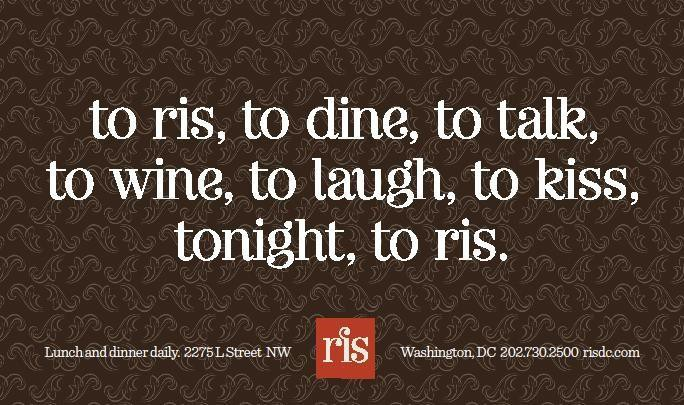 to ris, to dine, to talk,
to wine, to laugh, to kiss,
tonight, to ris.
Lunch and dinner daily. 2275 L Street NW
ris
Washington, DC 202.730.2500 risdc.com